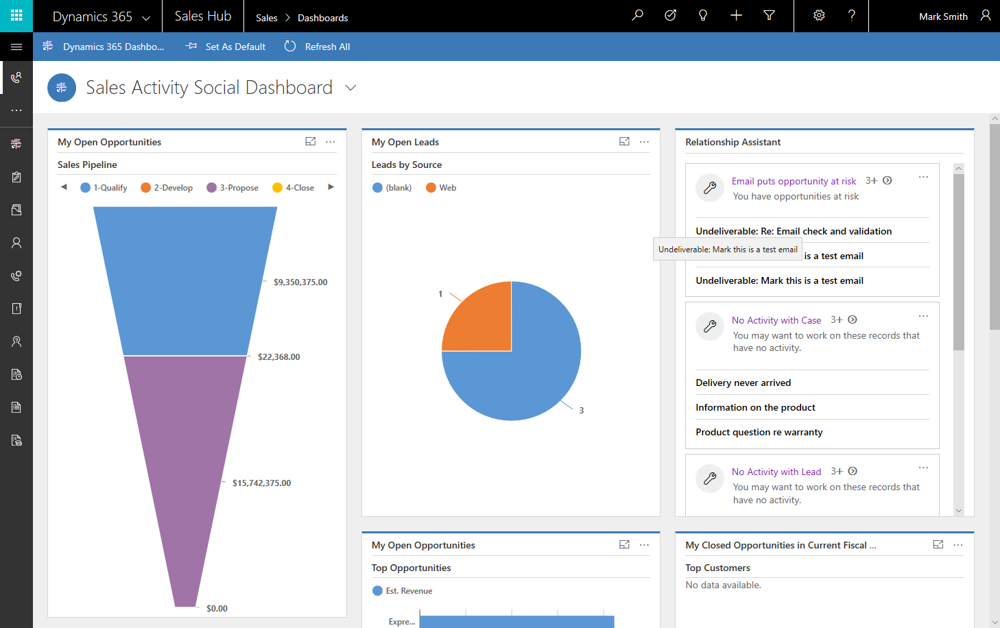 Dynamics 365
Sales Hub
Sales > Dashboards
Mark Smith
Dynamics 365 Dashbo...
Set As Default
Refresh All
Sales Activity Social Dashboard
My Open Opportunities
Sales Pipeline
1-Qualify
2-Develop
3-Propose
4-Close
$9,350,375.00
$22,368.00
$15,742,375.00
$0.00
My Open Leads
Leads by Source
(blank)
Web
1
3
Relationship Assistant
Email puts opportunity at risk 3+
You have opportunities at risk
Undeliverable: Re: Email check and validation
Undeliverable: Mark this is a test email
is a test email
Undeliverable: Mark this is a test email
No Activity with Case 3+
You may want to work on these records that
have no activity.
Delivery never arrived
Information on the product
Product question re warranty
No Activity with Lead 3+
You may want to work on these records that
have no activity.
My Open Opportunities
Top Opportunities
Est. Revenue
Expre...
My Closed Opportunities in Current Fiscal ...
Top Customers
No data available.